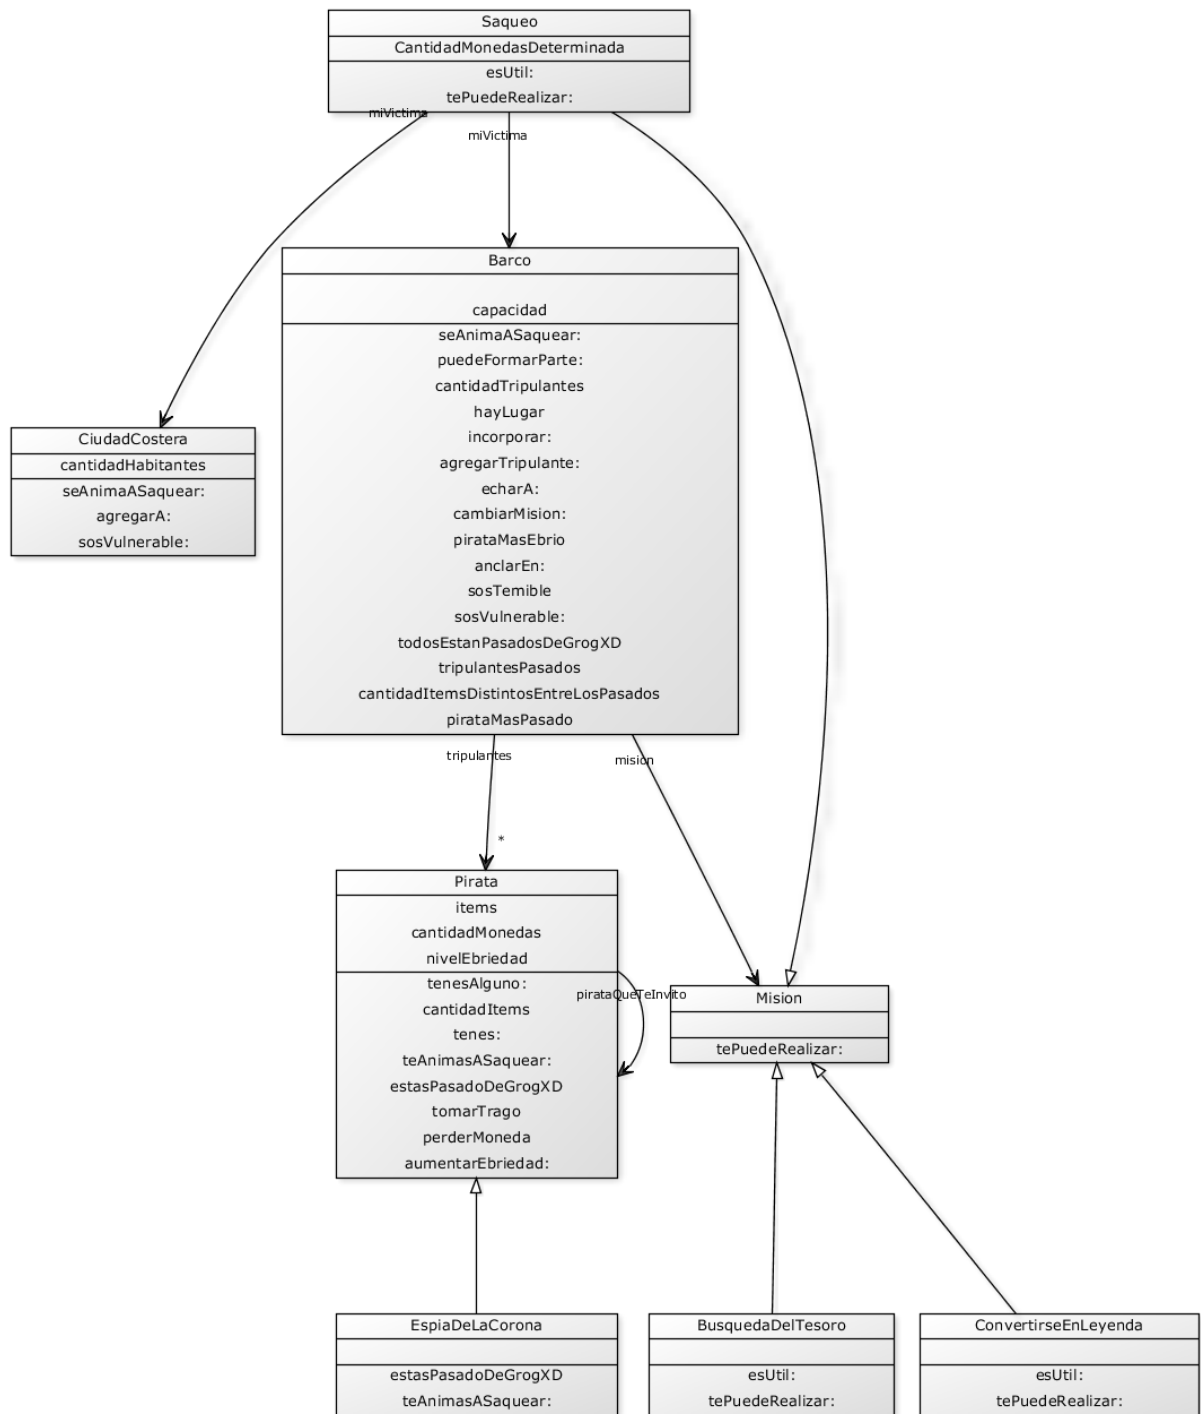 Saqueo
CantidadMonedasDeterminada
esUtil:
tePuedeRealizar:
miVictima
miVictima
Barco
capacidad
seAnimaASaquear:
puedeFormarParte:
cantidadTripulantes
hayLugar
incorporar:
agregarTripulante:
echarA:
cambiarMision:
pirataMasEbrio
anclarEn:
sosTemible
sosVulnerable:
todosEstanPasadosDeGrogXD
tripulantesPasados
cantidadItemsDistintosEntreLosPasados
pirataMasPasado
CiudadCostera
cantidadHabitantes
seAnimaASaquear:
agregarA:
sosVulnerable:
tripulantes
mision
*
Pirata
items
cantidadMonedas
nivelEbriedad
tenesAlguno:
cantidadItems
tenes:
teAnimasASaquear:
estasPasadoDeGrogXD
tomarTrago
perderMoneda
aumentarEbriedad:
pirataQueTeInvito
Mision
tePuedeRealizar:
EspiaDeLaCorona
estasPasadoDeGrogXD
teAnimasASaquear:
BusquedaDelTesoro
esUtil:
tePuedeRealizar:
ConvertirseEnLeyenda
esUtil:
tePuedeRealizar: